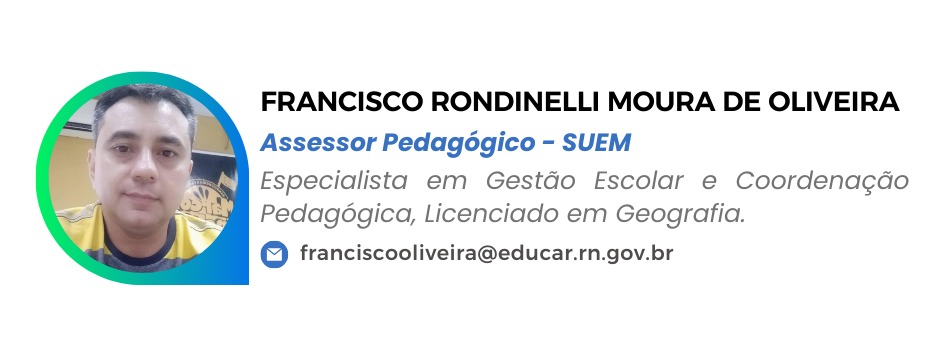 FRANCISCO RONDINELLI MOURA DE OLIVEIRA
Assessor Pedagógico - SUEM
Especialista em Gestão Escolar e Coordenação
Pedagógica, Licenciado em Geografia.
franciscooliveira@educar.rn.gov.br